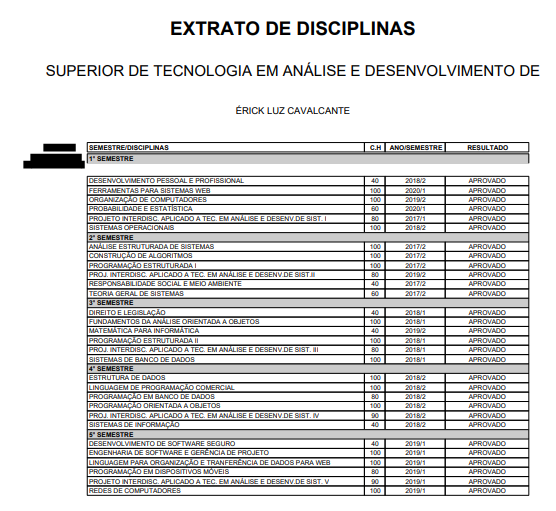 EXTRATO DE DISCIPLINAS
SUPERIOR DE TECNOLOGIA EM ANÁLISE E DESENVOLVIMENTO DE
ÉRICK LUZ CAVALCANTE
SEMESTRE/DISCIPLINAS C.H ANO/SEMESTRE RESULTADO
1° SEMESTRE
DESENVOLVIMENTO PESSOAL E PROFISSIONAL 40 2018/2 APROVADO
FERRAMENTAS PARA SISTEMAS WEB 100 2020/1 APROVADO
ORGANIZAÇÃO DE COMPUTADORES 100 2019/2 APROVADO
PROBABILIDADE E ESTATÍSTICA 60 2020/1 APROVADO
PROJETO INTERDISC. APLICADO A TEC. EM ANÁLISE E DESENV.DE SIST. I 80 2017/1 APROVADO
SISTEMAS OPERACIONAIS 100 2018/2 APROVADO
2° SEMESTRE
ANÁLISE ESTRUTURADA DE SISTEMAS 100 2017/2 APROVADO
CONSTRUÇÃO DE ALGORITMOS 100 2017/2 APROVADO
PROGRAMAÇÃO ESTRUTURADA I 100 2017/2 APROVADO
PROJ. INTERDISC. APLICADO A TEC. EM ANÁLISE E DESENV.DE SIST.II 80 2019/2 APROVADO
RESPONSABILIDADE SOCIAL E MEIO AMBIENTE 40 2017/2 APROVADO
TEORIA GERAL DE SISTEMAS 60 2017/2 APROVADO
3° SEMESTRE
DIREITO E LEGISLAÇÃO 40 2018/1 APROVADO
FUNDAMENTOS DA ANÁLISE ORIENTADA A OBJETOS 100 2018/1 APROVADO
MATEMÁTICA PARA INFORMÁTICA 40 2019/2 APROVADO
PROGRAMAÇÃO ESTRUTURADA II 100 2018/1 APROVADO
PROJ. INTERDISC. APLICADO A TEC. EM ANÁLISE E DESENV.DE SIST. III 80 2018/1 APROVADO
SISTEMAS DE BANCO DE DADOS 100 2018/1 APROVADO
4° SEMESTRE
ESTRUTURA DE DADOS 100 2018/2 APROVADO
LINGUAGEM DE PROGRAMAÇÃO COMERCIAL 100 2018/2 APROVADO
PROGRAMAÇÃO EM BANCO DE DADOS 80 2018/2 APROVADO
PROGRAMAÇÃO ORIENTADA A OBJETOS 100 2018/2 APROVADO
PROJ. INTERDISC. APLICADO A TEC. EM ANÁLISE E DESENV.DE SIST. IV 90 2018/2 APROVADO
SISTEMAS DE INFORMAÇÃO 40 2018/2 APROVADO
5° SEMESTRE
DESENVOLVIMENTO DE SOFTWARE SEGURO 40 2019/1 APROVADO
ENGENHARIA DE SOFTWARE E GERÊNCIA DE PROJETO 100 2019/1 APROVADO
LINGUAGEM PARA ORGANIZAÇÃO E TRANFERÊNCIA DE DADOS PARA WEB 100 2019/1 APROVADO
PROGRAMAÇÃO EM DISPOSITIVOS MÓVEIS 80 2019/1 APROVADO
PROJETO INTERDISC. APLICADO A TEC. EM ANÁLISE E DESENV.DE SIST. V 90 2019/1 APROVADO
REDES DE COMPUTADORES 100 2019/1 APROVADO